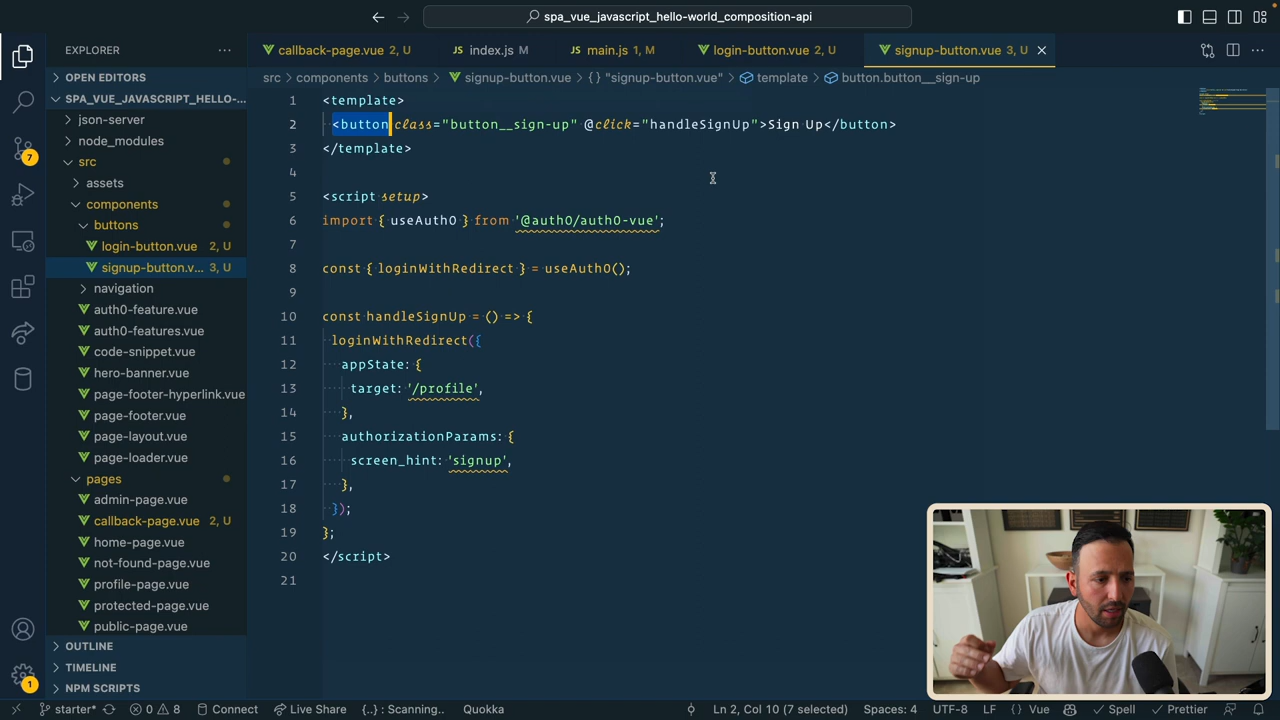 spa_vue_javascript_hello-world_composition-api
EXPLORER
callback-page.vue 2, U
JS index.js M
JS main.js 1, M
login-button.vue 2, U
signup-button.vue 3, U
src > components > buttons > signup-button.vue > {} "signup-button.vue" > template > button.button__sign-up
OPEN EDITORS
SPA_VUE_JAVASCRIPT_HELLO-...
json-server
node_modules
src
assets
components
buttons
login-button.vue 2, U
signup-button.v... 3, U
navigation
auth0-feature.vue
auth0-features.vue
code-snippet.vue
hero-banner.vue
page-footer-hyperlink.vue
page-footer.vue
page-layout.vue
page-loader.vue
pages
admin-page.vue
callback-page.vue 2, U
home-page.vue
not-found-page.vue
profile-page.vue
protected-page.vue
public-page.vue
OUTLINE
TIMELINE
NPM SCRIPTS
7
1
1 <template>
2 <button class="button__sign-up" @click="handleSignUp">Sign Up</button>
3 </template>
4
5 <script setup>
6 import { useAuth0 } from '@auth0/auth0-vue';
7
8 const { loginWithRedirect } = useAuth0();
9
10 const handleSignUp = () => {
11 loginWithRedirect({
12 appState: {
13 target: '/profile',
14 },
15 authorizationParams: {
16 screen_hint: 'signup',
17 },
18 });
19 };
20 </script>
21
starter* 0 8 Connect Live Share {..} : Scanning.. Quokka Ln 2, Col 10 (7 selected) Spaces: 4 UTF-8 LF {} Vue Spell Prettier